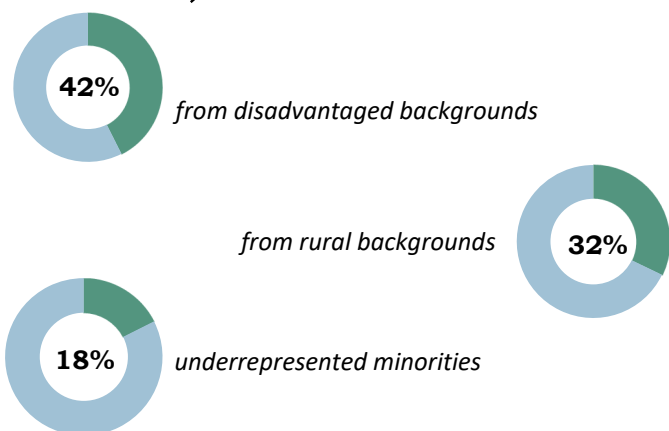 42%
from disadvantaged backgrounds
from rural backgrounds
32%
18%
underrepresented minorities